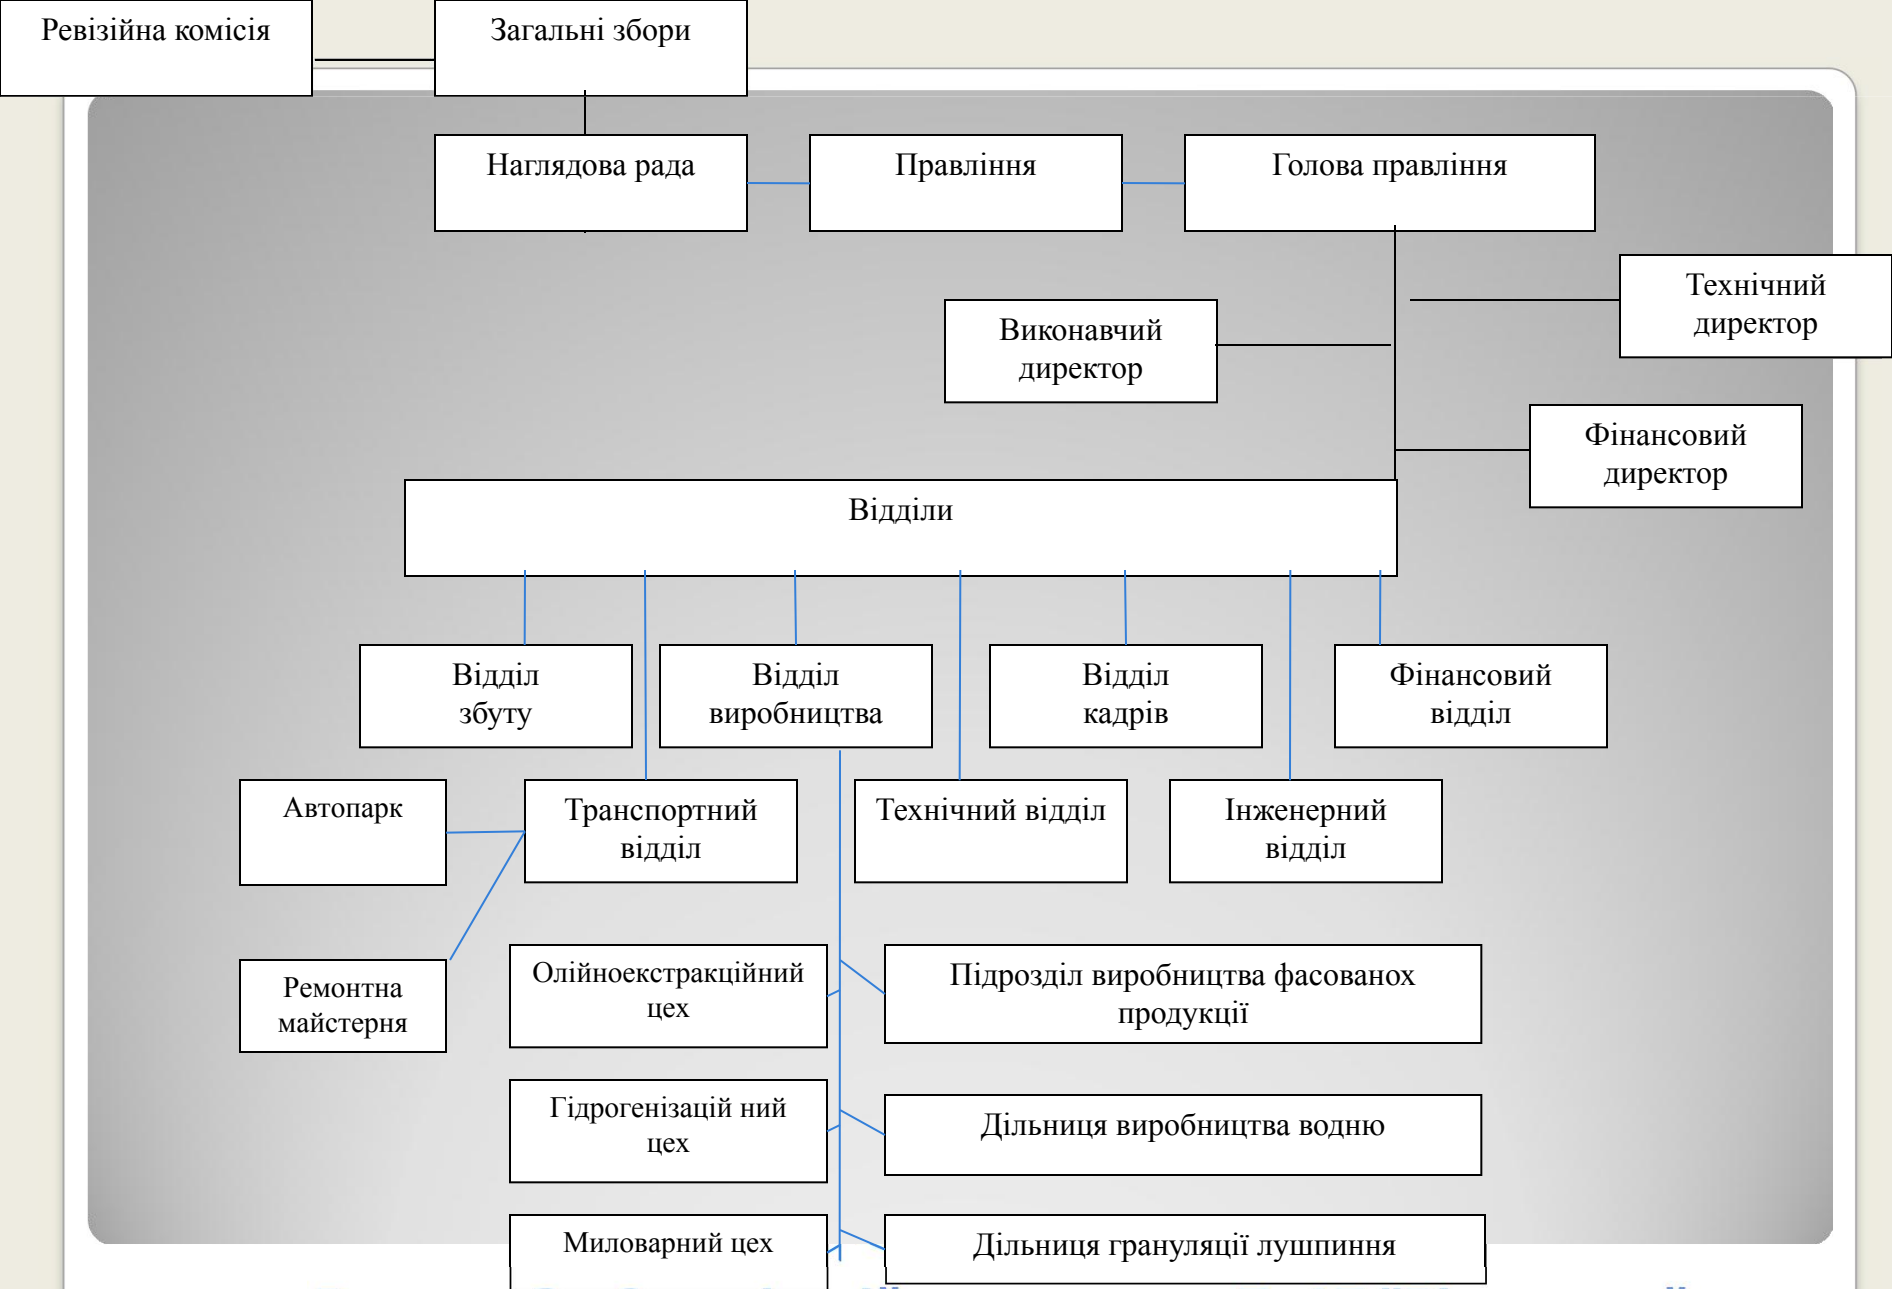 Ревізійна комісія
Загальні збори
Наглядова рада
Правління
Голова правління
Технічний
директор
Виконавчий
директор
Фінансовий
директор
Відділи
Відділ
збуту
Відділ
виробництва
Відділ
кадрів
Фінансовий
відділ
Автопарк
Транспортний
відділ
Технічний відділ
Інженерний
відділ
Ремонтна
майстерня
Олійноекстракційний
цех
Підрозділ виробництва фасованох
продукції
Гідрогенізацій ний
цех
Дільниця виробництва водню
Миловарний цех
Дільниця грануляції лушпиння